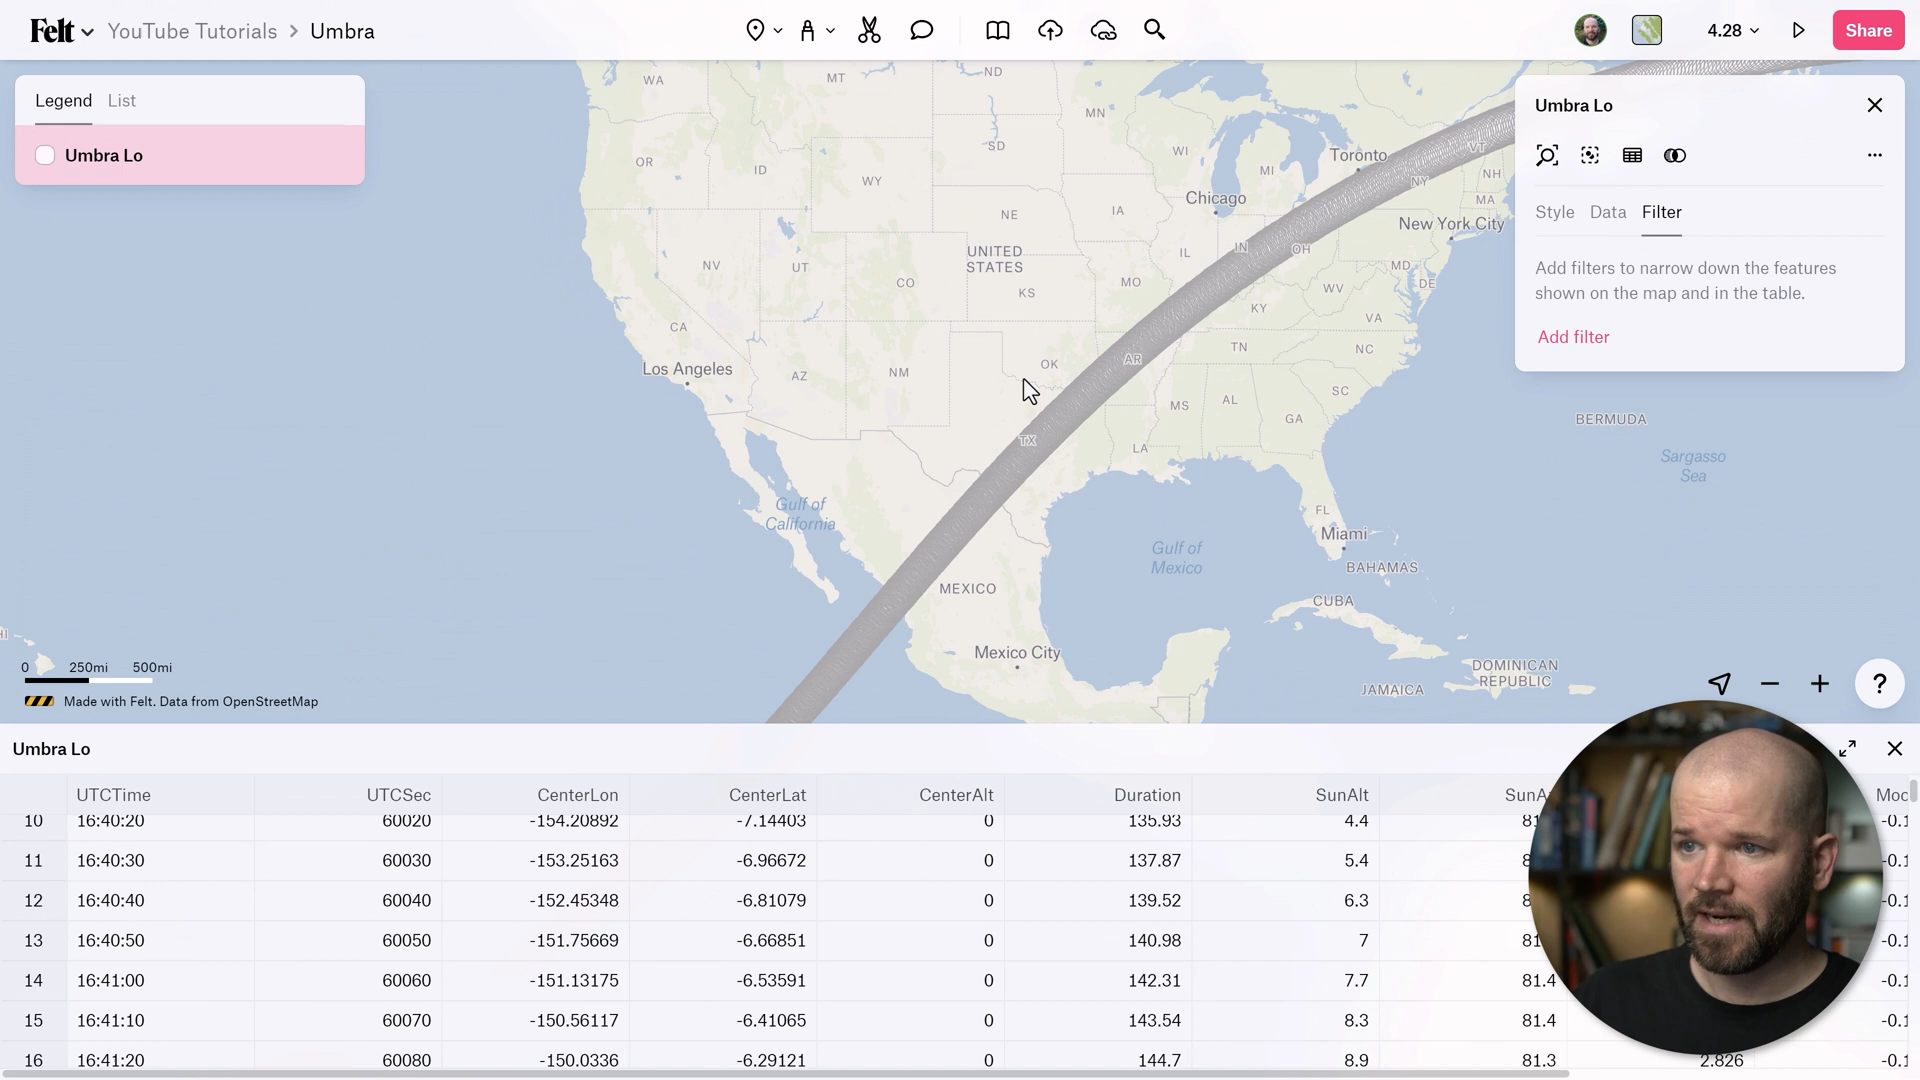 Felt YouTube Tutorials > Umbra
4.28
Share
Legend List
Umbra Lo
Umbra Lo
Style Data Filter
Add filters to narrow down the features
shown on the map and in the table.
Add filter
WA
MT
ND
MN
OR
ID
WY
SD
WI
MI
Toronto
VT
NY
NH
MA
Chicago
New York City
NE
IA
NV
UT
CO
UNITED
STATES
KS
MO
IL
IN
OH
MD
DE
WV
KY
VA
CA
Los Angeles
AZ
NM
OK
AR
TN
NC
SC
TX
MS
AL
GA
LA
BERMUDA
Sargasso
Sea
Gulf of
California
FL
Miami
Gulf of
Mexico
BAHAMAS
MEXICO
CUBA
Mexico City
DOMINICAN
REPUBLIC
JAMAICA
HI
0 250mi 500mi
Made with Felt. Data from OpenStreetMap
?
Umbra Lo
UTCTime UTCSec CenterLon CenterLat CenterAlt Duration SunAlt
10 16:40:20 60020 -154.20892 -7.14403 0 135.93 4.4
11 16:40:30 60030 -153.25163 -6.96672 0 137.87 5.4
12 16:40:40 60040 -152.45348 -6.81079 0 139.52 6.3
13 16:40:50 60050 -151.75669 -6.66851 0 140.98 7
14 16:41:00 60060 -151.13175 -6.53591 0 142.31 7.7 81.4
15 16:41:10 60070 -150.56117 -6.41065 0 143.54 8.3 81.4
16 16:41:20 60080 -150.0336 -6.29121 0 144.7 8.9 81.3 2.826